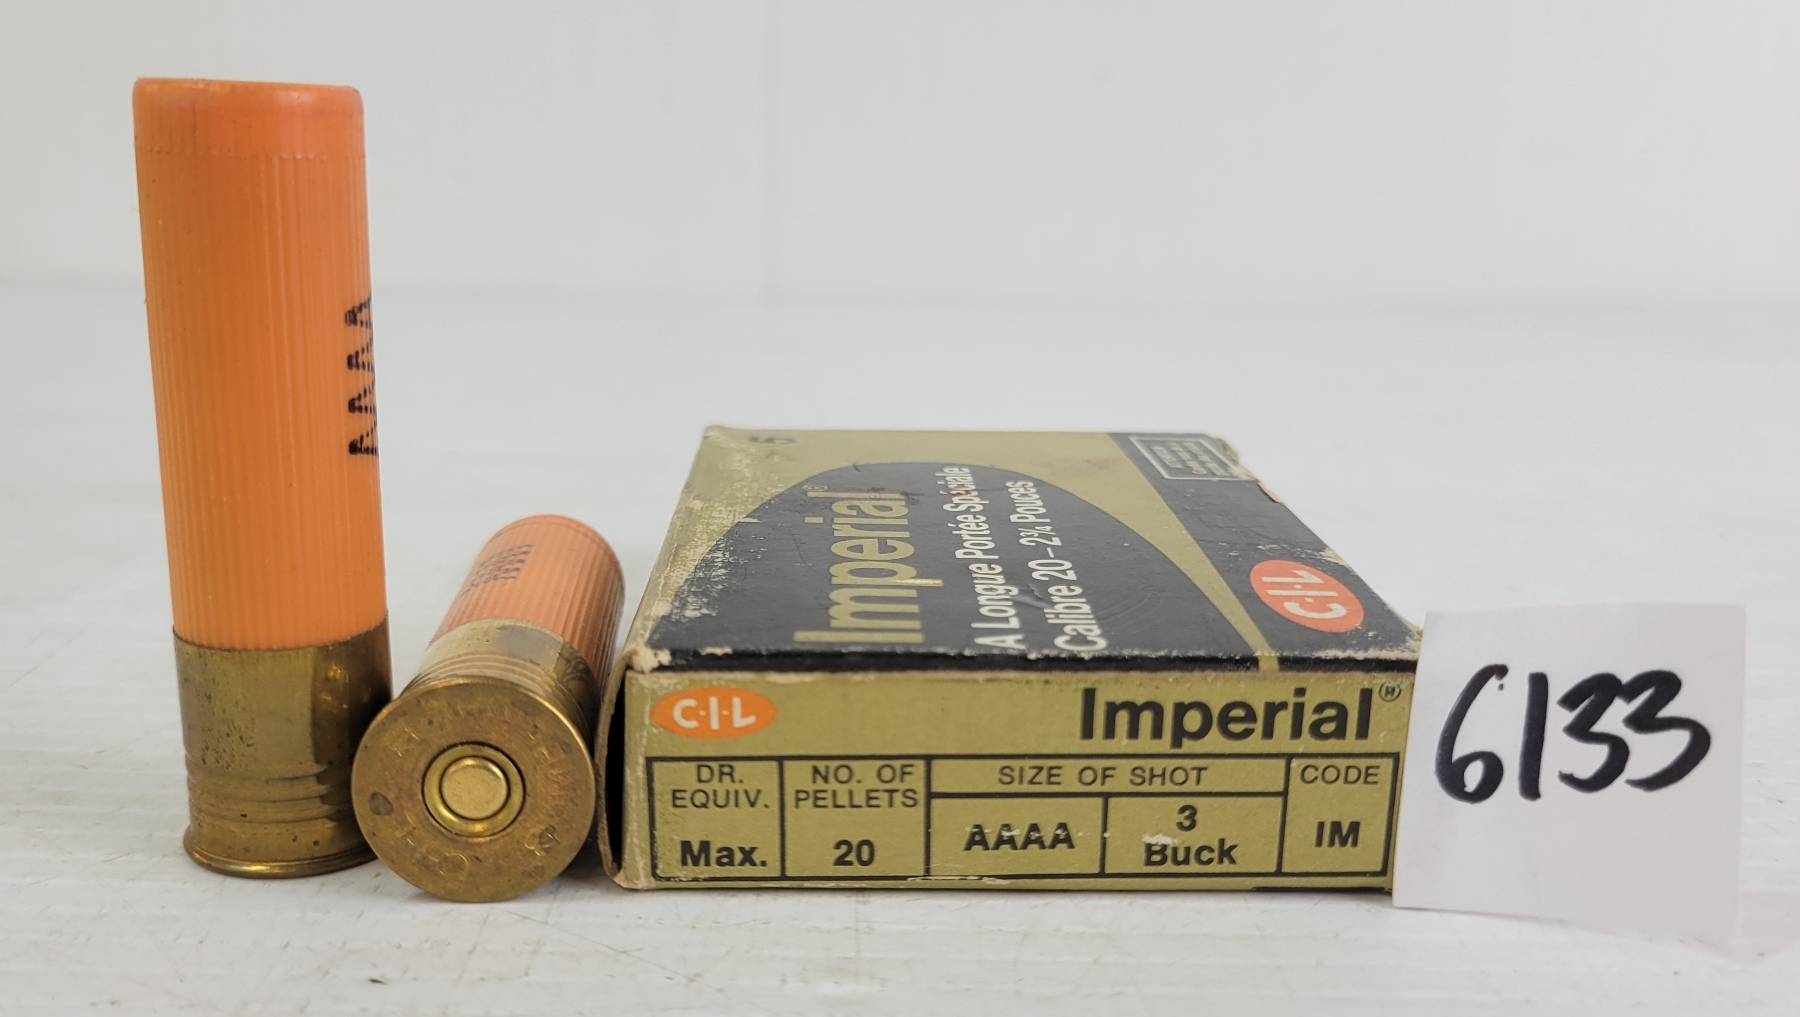 AAAA
5
Imperial®
A Longue Portée Spéciale
Calibre 20-2¾ Pouces
C-I-L
C-I-L
Imperial®
DR.
EQUIV.
Max.
NO. OF
PELLETS
20
SIZE OF SHOT
AAAA
3
Buck
CODE
IM
6133